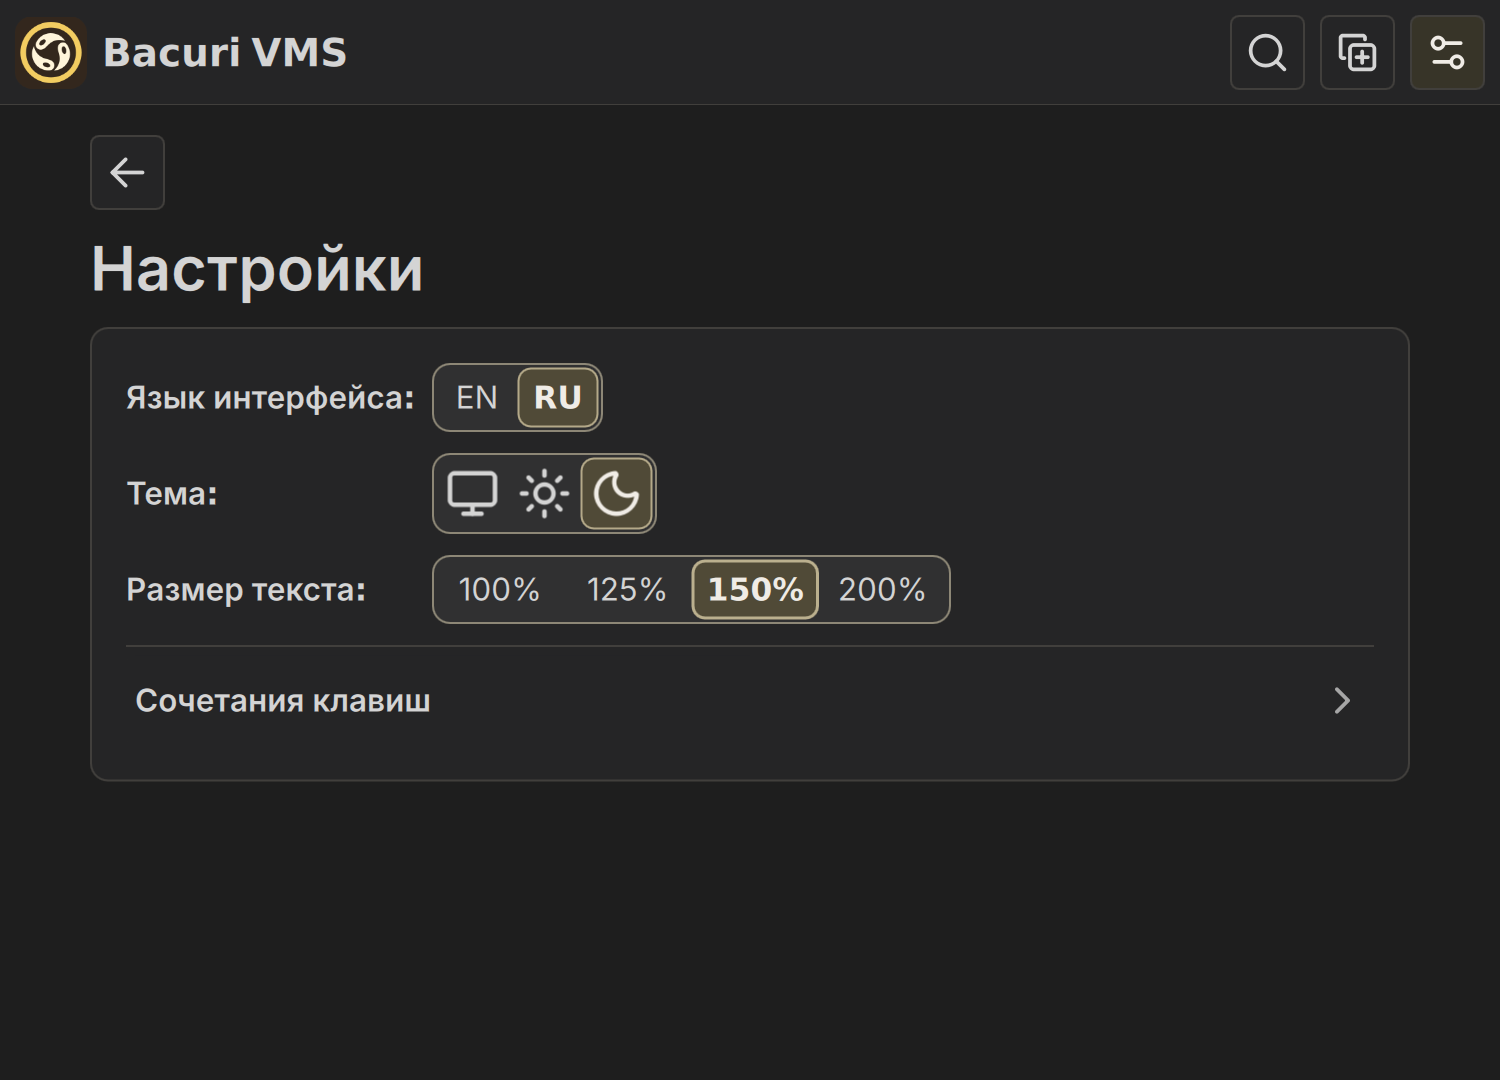 Bacuri VMS
Настройки
Язык интерфейса: EN RU
Тема:
Размер текста: 100% 125% 150% 200%
Сочетания клавиш